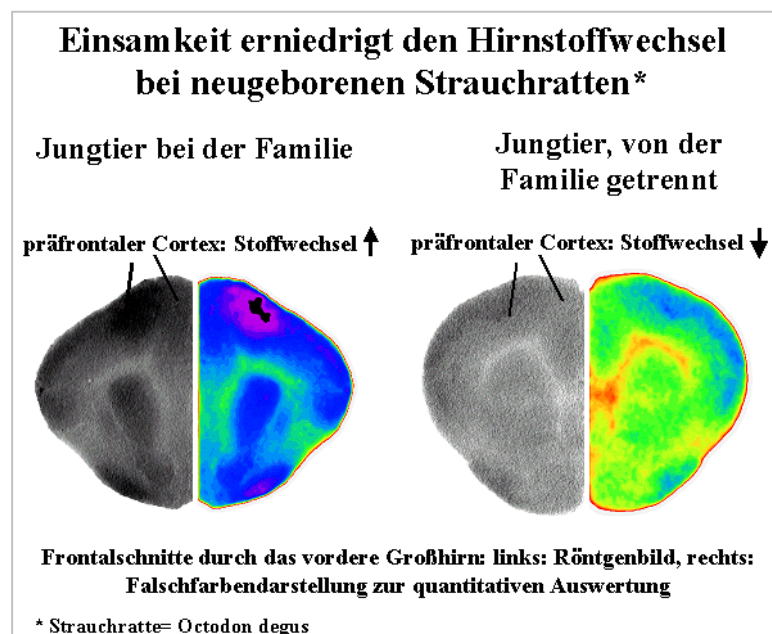 Einsamkeit erniedrigt den Hirnstoffwechsel
bei neugeborenen Strauchratten*
Jungtier bei der Familie
präfrontaler Cortex: Stoffwechsel ↑
Jungtier, von der
Familie getrennt
präfrontaler Cortex: Stoffwechsel ↓
Frontalschnitte durch das vordere Großhirn: links: Röntgenbild, rechts:
Falschfarbendarstellung zur quantitativen Auswertung
* Strauchratte= Octodon degus